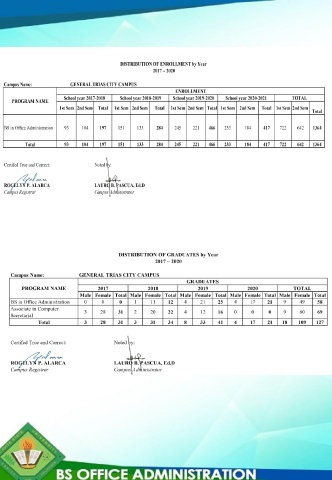 DISTRIBUTION OF ENROLLMENT by Year
2017 – 2020
Campus Name: GENERAL TRIAS CITY CAMPUS
PROGRAM NAME ENROLLMENT
School year 2017-2018 School year 2018-2019 School year 2019-2020 School year 2020-2021 TOTAL
1st Sem 2nd Sem Total 1st Sem 2nd Sem Total 1st Sem 2nd Sem Total 1st Sem 2nd Sem Total 1st Sem 2nd Sem Total
BS in Office Administration 93 104 197 151 133 284 245 221 466 233 184 417 722 642 1364
Total 93 104 197 151 133 284 245 221 466 233 184 417 722 642 1364
Certified True and Correct: Noted by:
ROGELYN P. ALARCA LAURO B. PASCUA, Ed.D
Campus Registrar Campus Administrator
DISTRIBUTION OF GRADUATES by Year
2017 – 2020
Campus Name: GENERAL TRIAS CITY CAMPUS
PROGRAM NAME GRADUATES
2017 2018 2019 2020 TOTAL
Male Female Total Male Female Total Male Female Total Male Female Total Male Female Total
BS in Office Administration 0 0 0 1 11 12 4 21 25 4 17 21 9 49 58
Associate in Computer Secretarial 3 28 31 2 20 22 4 12 16 0 0 0 9 60 69
Total 3 28 31 3 31 34 8 33 41 4 17 21 18 109 127
Certified True and Correct: Noted by:
ROGELYN P. ALARCA LAURO B. PASCUA, Ed.D
Campus Registrar Campus Administrator
BS OFFICE ADMINISTRATION